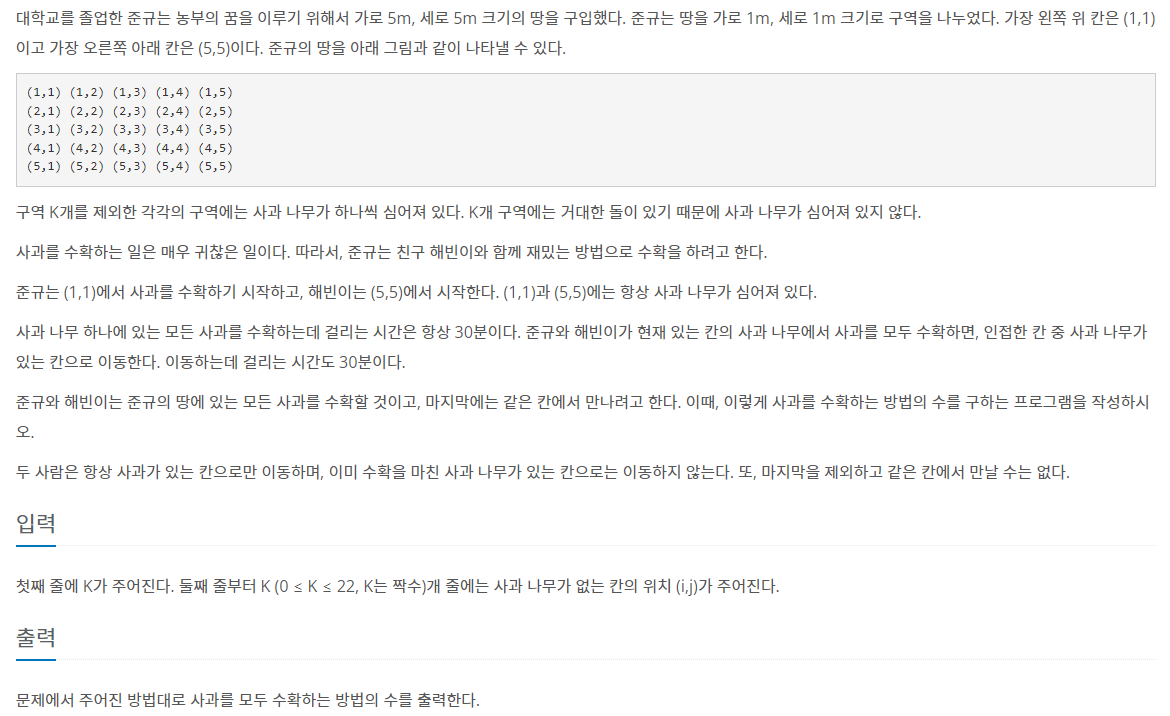 대학교를 졸업한 준규는 농부의 꿈을 이루기 위해서 가로 5m, 세로 5m 크기의 땅을 구입했다. 준규는 땅을 가로 1m, 세로 1m 크기로 구역을 나누었다. 가장 왼쪽 위 칸은 (1,1)
이고 가장 오른쪽 아래 칸은 (5,5)이다. 준규의 땅을 아래 그림과 같이 나타낼 수 있다.
(1,1) (1,2) (1,3) (1,4) (1,5)
(2,1) (2,2) (2,3) (2,4) (2,5)
(3,1) (3,2) (3,3) (3,4) (3,5)
(4,1) (4,2) (4,3) (4,4) (4,5)
(5,1) (5,2) (5,3) (5,4) (5,5)
구역 K개를 제외한 각각의 구역에는 사과 나무가 하나씩 심어져 있다. K개 구역에는 거대한 돌이 있기 때문에 사과 나무가 심어져 있지 않다.
사과를 수확하는 일은 매우 귀찮은 일이다. 따라서, 준규는 친구 해빈이와 함께 재밌는 방법으로 수확을 하려고 한다.
준규는 (1,1)에서 사과를 수확하기 시작하고, 해빈이는 (5,5)에서 시작한다. (1,1)과 (5,5)에는 항상 사과 나무가 심어져 있다.
사과 나무 하나에 있는 모든 사과를 수확하는데 걸리는 시간은 항상 30분이다. 준규와 해빈이가 현재 있는 칸의 사과 나무에서 사과를 모두 수확하면, 인접한 칸 중 사과 나무가
있는 칸으로 이동한다. 이동하는데 걸리는 시간도 30분이다.
준규와 해빈이는 준규의 땅에 있는 모든 사과를 수확할 것이고, 마지막에는 같은 칸에서 만나려고 한다. 이때, 이렇게 사과를 수확하는 방법의 수를 구하는 프로그램을 작성하시
오.
두 사람은 항상 사과가 있는 칸으로만 이동하며, 이미 수확을 마친 사과 나무가 있는 칸으로는 이동하지 않는다. 또, 마지막을 제외하고 같은 칸에서 만날 수는 없다.
입력
첫째 줄에 K가 주어진다. 둘째 줄부터 K (0 ≤ K ≤ 22, K는 짝수)개 줄에는 사과 나무가 없는 칸의 위치 (i,j)가 주어진다.
출력
문제에서 주어진 방법대로 사과를 모두 수확하는 방법의 수를 출력한다.